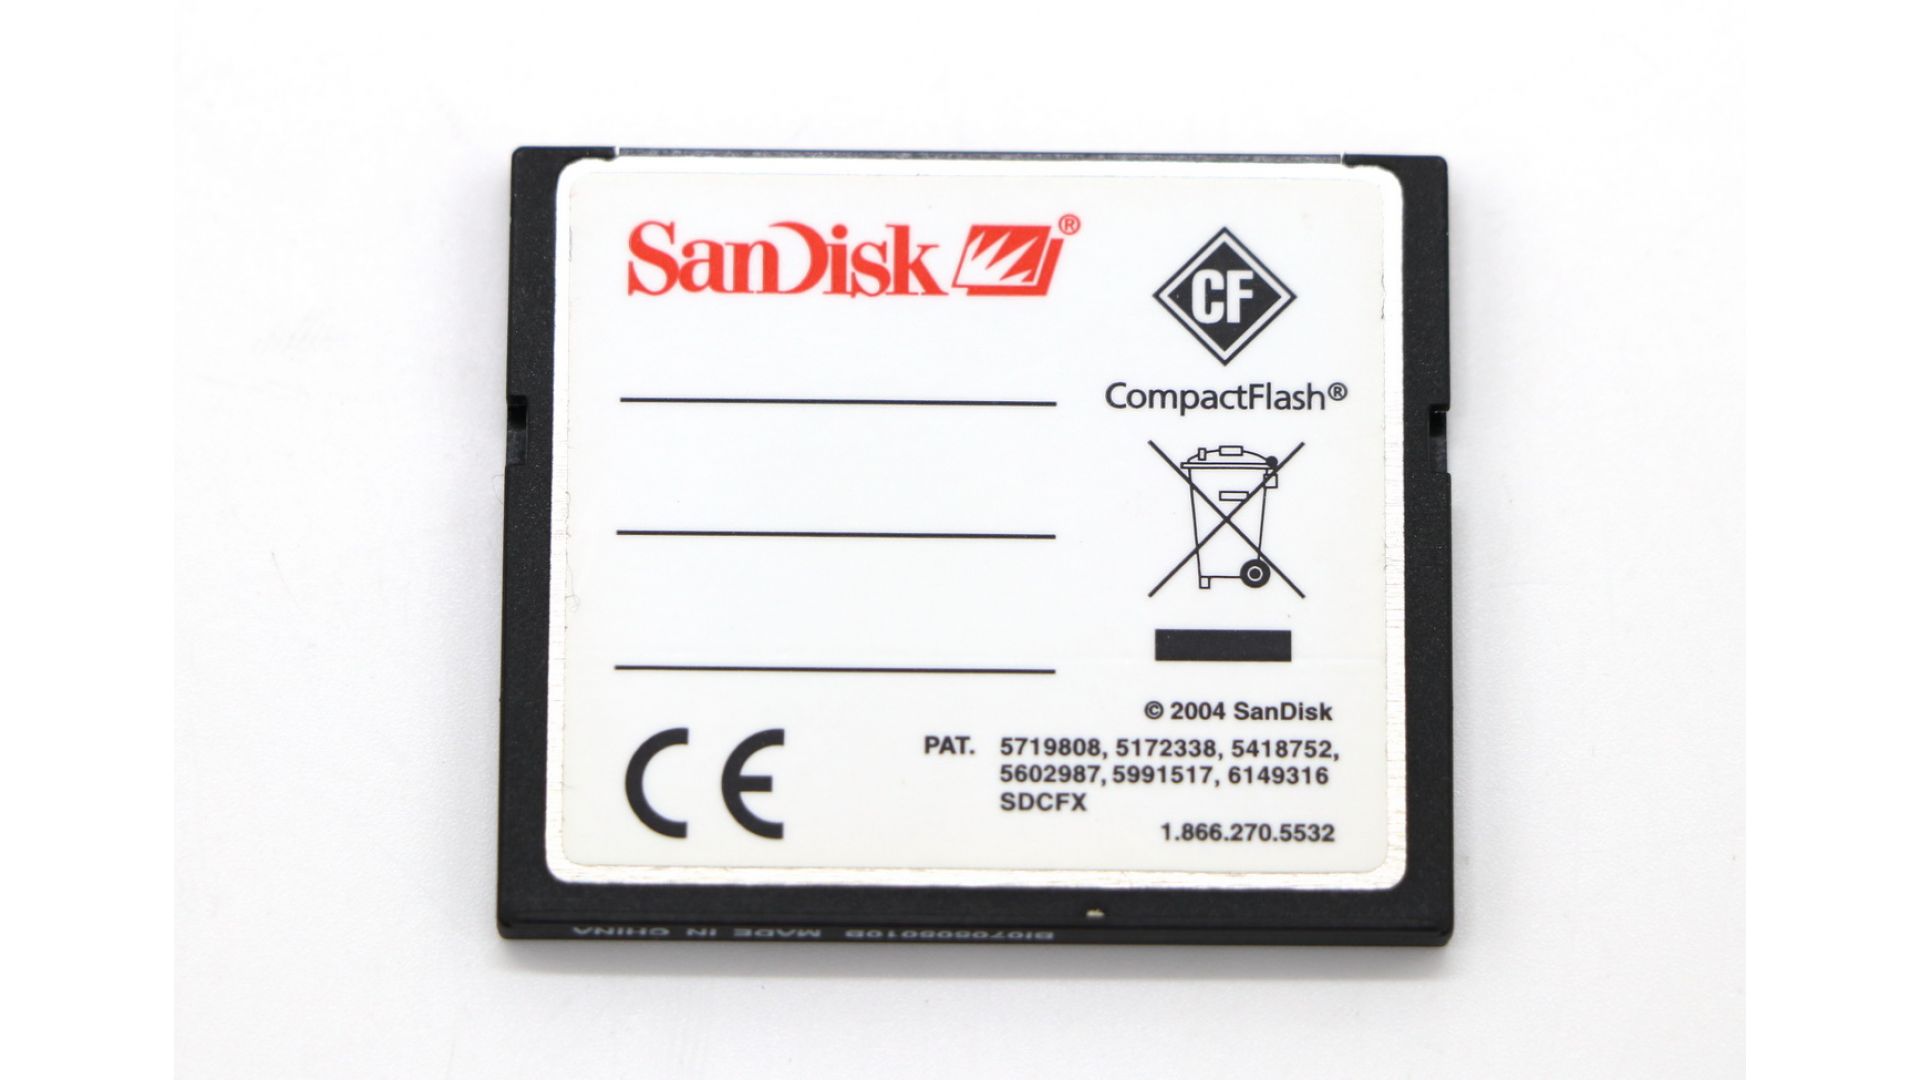 SanDisk ®
CF
CompactFlash®
© 2004 SanDisk
PAT. 5719808, 5172338, 5418752,
5602987, 5991517, 6149316
SDCFX
1.866.270.5532
CE
MADE IN CHINA